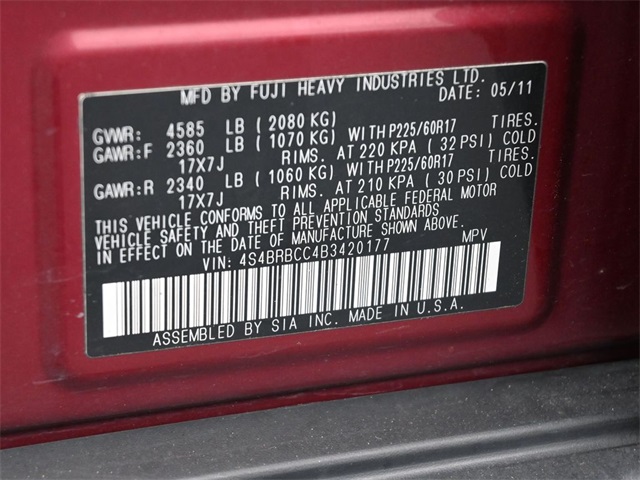 MFD BY FUJI HEAVY INDUSTRIES LTD.
DATE: 05/11
GVWR: 4585 LB ( 2080 KG)
GAWR:F 2360 LB ( 1070 KG) WITH P225/60R17 TIRES.
17X7J RIMS. AT 220 KPA ( 32 PSI) COLD
GAWR:R 2340 LB ( 1060 KG) WITH P225/60R17 TIRES.
17X7J RIMS. AT 210 KPA ( 30 PSI) COLD
THIS VEHICLE CONFORMS TO ALL APPLICABLE FEDERAL MOTOR
VEHICLE SAFETY AND THEFT PREVENTION STANDARDS
IN EFFECT ON THE DATE OF MANUFACTURE SHOWN ABOVE.
VIN: 4S4BRBCC4B3420177 MPV
ASSEMBLED BY SIA INC. MADE IN U.S.A.